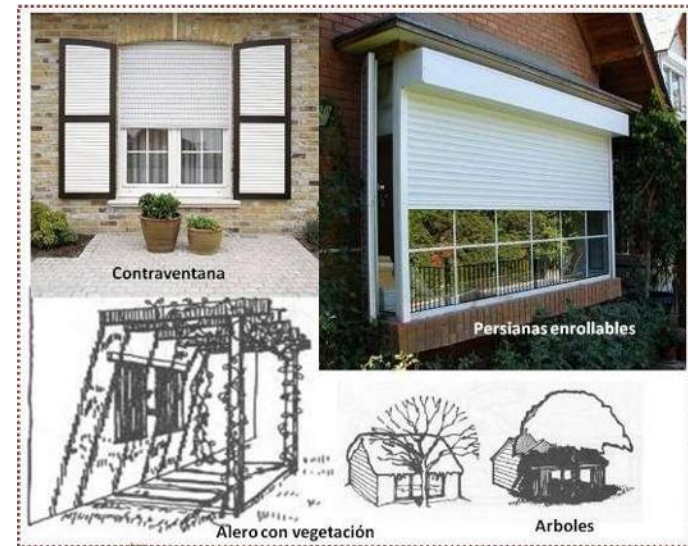 Contraventana
Persianas enrollables
Alero con vegetación
Arboles